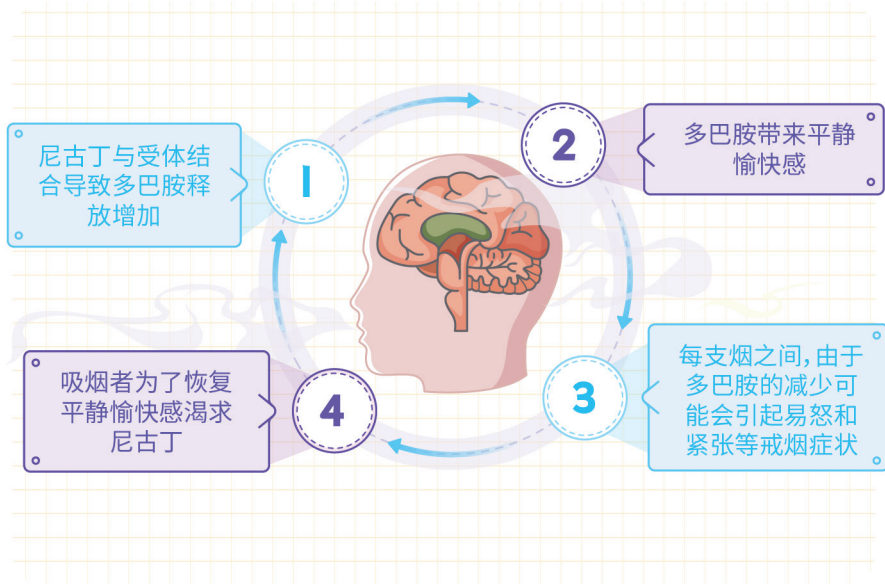 1
尼古丁与受体结
合导致多巴胺释
放增加
2
多巴胺带来平静
愉快感
3
每支烟之间,由于
多巴胺的减少可
能会引起易怒和
紧张等戒烟症状
4
吸烟者为了恢复
平静愉快感渴求
尼古丁